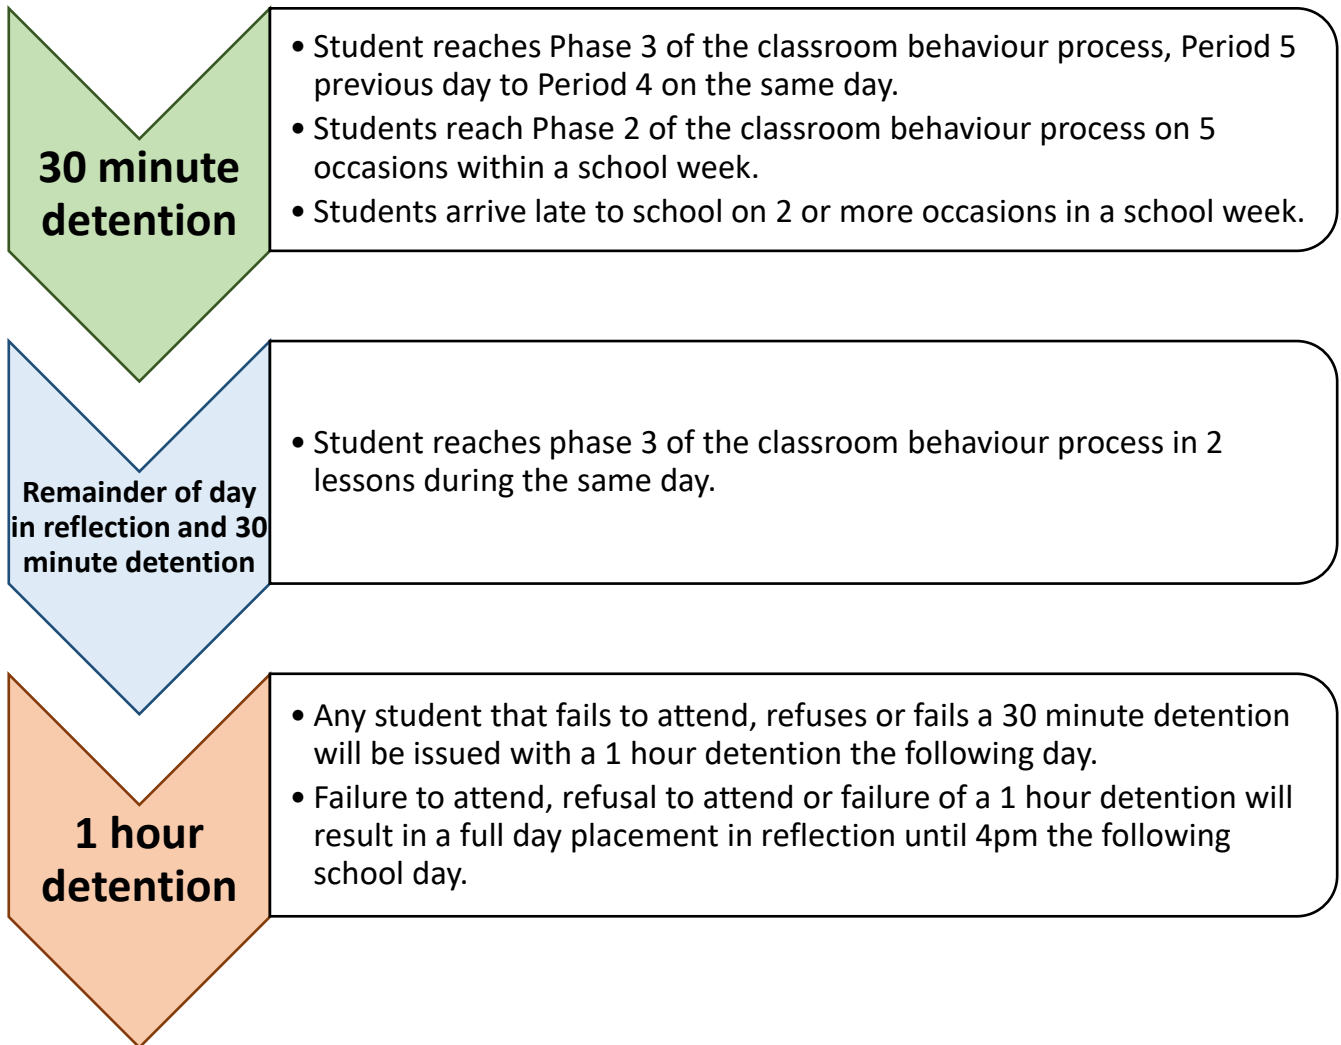 30 minute
detention
• Student reaches Phase 3 of the classroom behaviour process, Period 5
previous day to Period 4 on the same day.
• Students reach Phase 2 of the classroom behaviour process on 5
occasions within a school week.
• Students arrive late to school on 2 or more occasions in a school week.
Remainder of day
in reflection and 30
minute detention
• Student reaches phase 3 of the classroom behaviour process in 2
lessons during the same day.
1 hour
detention
• Any student that fails to attend, refuses or fails a 30 minute detention
will be issued with a 1 hour detention the following day.
• Failure to attend, refusal to attend or failure of a 1 hour detention will
result in a full day placement in reflection until 4pm the following
school day.